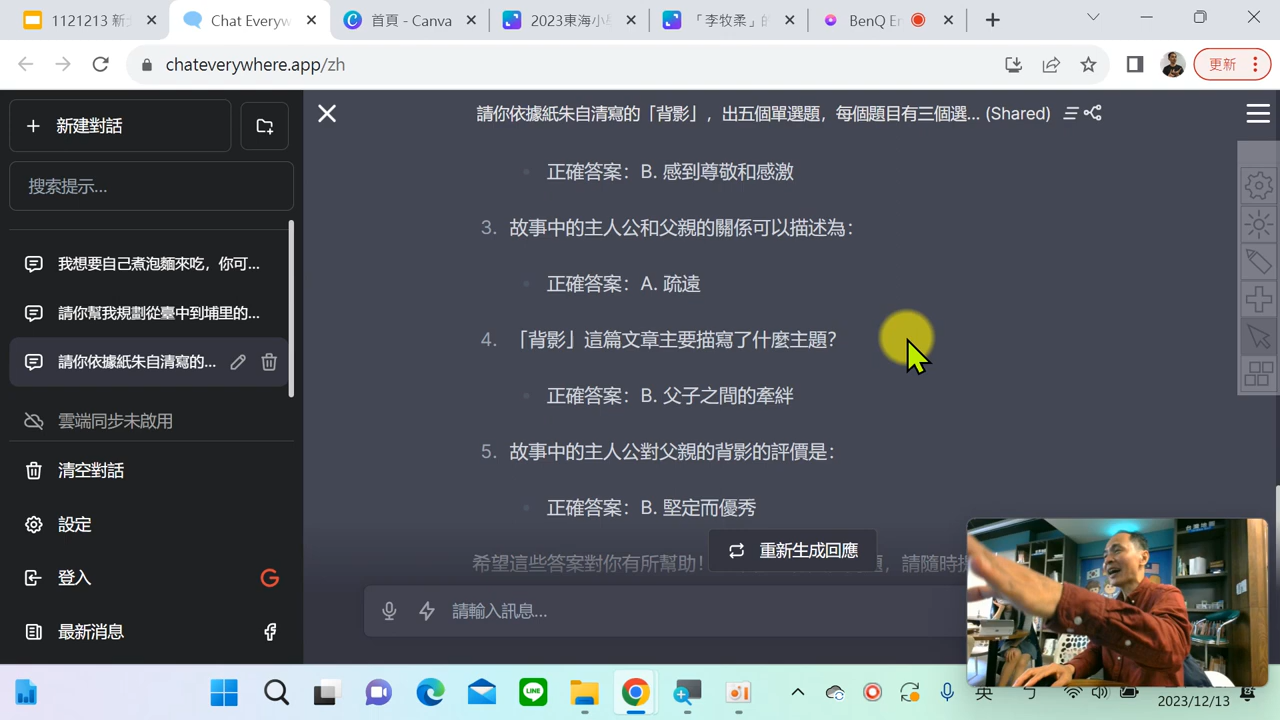 1121213 新
Chat Everyw
首頁 - Canva
2023東海小
「李牧柔」的
BenQ En
chateverywhere.app/zh
更新
新建對話
請你依據紙朱自清寫的「背影」, 出五個單選題, 每個題目有三個選... (Shared)
搜索提示...
正確答案: B. 感到尊敬和感激
3. 故事中的主人公和父親的關係可以描述為:
我想要自己煮泡麵來吃, 你可...
正確答案: A. 疏遠
請你幫我規劃從臺中到埔里的...
4. 「背影」這篇文章主要描寫了什麼主題?
請你依據紙朱自清寫的...
正確答案: B. 父子之間的牽絆
雲端同步未啟用
5. 故事中的主人公對父親的背影的評價是:
清空對話
正確答案: B. 堅定而優秀
設定
希望這些答案對你有所幫助!
重新生成回應
題, 請隨時
登入
請輸入訊息...
最新消息
LINE
英
ㄅ
2023/12/13